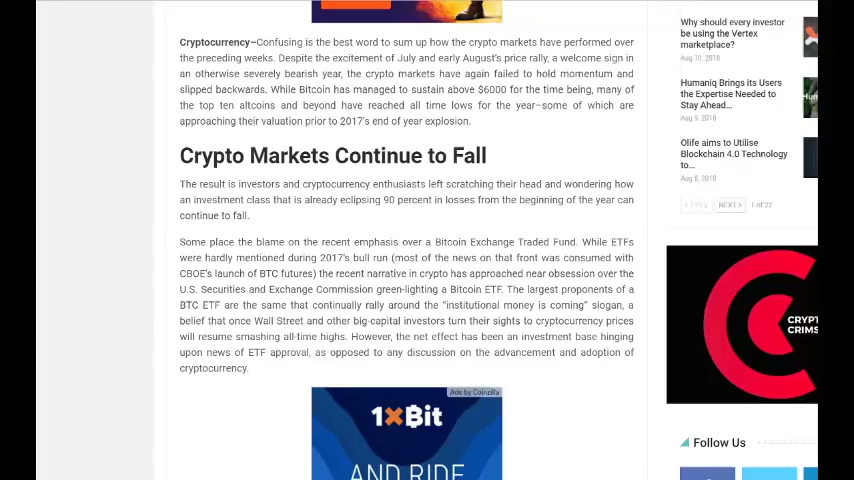 Cryptocurrency–Confusing is the best word to sum up how the crypto markets have performed over
the preceding weeks. Despite the excitement of July and early August's price rally, a welcome sign in
an otherwise severely bearish year, the crypto markets have again failed to hold momentum and
slipped backwards. While Bitcoin has managed to sustain above $6000 for the time being, many of
the top ten altcoins and beyond have reached all time lows for the year–some of which are
approaching their valuation prior to 2017's end of year explosion.
Crypto Markets Continue to Fall
The result is investors and cryptocurrency enthusiasts left scratching their head and wondering how
an investment class that is already eclipsing 90 percent in losses from the beginning of the year can
continue to fall.
Some place the blame on the recent emphasis over a Bitcoin Exchange Traded Fund. While ETFs
were hardly mentioned during 2017's bull run (most of the news on that front was consumed with
CBOE's launch of BTC futures) the recent narrative in crypto has approached near obsession over the
U.S. Securities and Exchange Commission green-lighting a Bitcoin ETF. The largest proponents of a
BTC ETF are the same that continually rally around the “institutional money is coming” slogan, a
belief that once Wall Street and other big-capital investors turn their sights to cryptocurrency prices
will resume smashing all-time highs. However, the net effect has been an investment base hinging
upon news of ETF approval, as opposed to any discussion on the advancement and adoption of
cryptocurrency.
Ads by Coinzilla
1xBit
AND RIDE
Why should every investor
be using the Vertex
marketplace?
Aug 10, 2018
Humaniq Brings its Users
the Expertise Needed to
Stay Ahead...
Aug 9, 2018
Olife aims to Utilise
Blockchain 4.0 Technology
to...
Aug 8, 2018
PREV NEXT 1 of 22
CRYPT
CRIMS
Follow Us